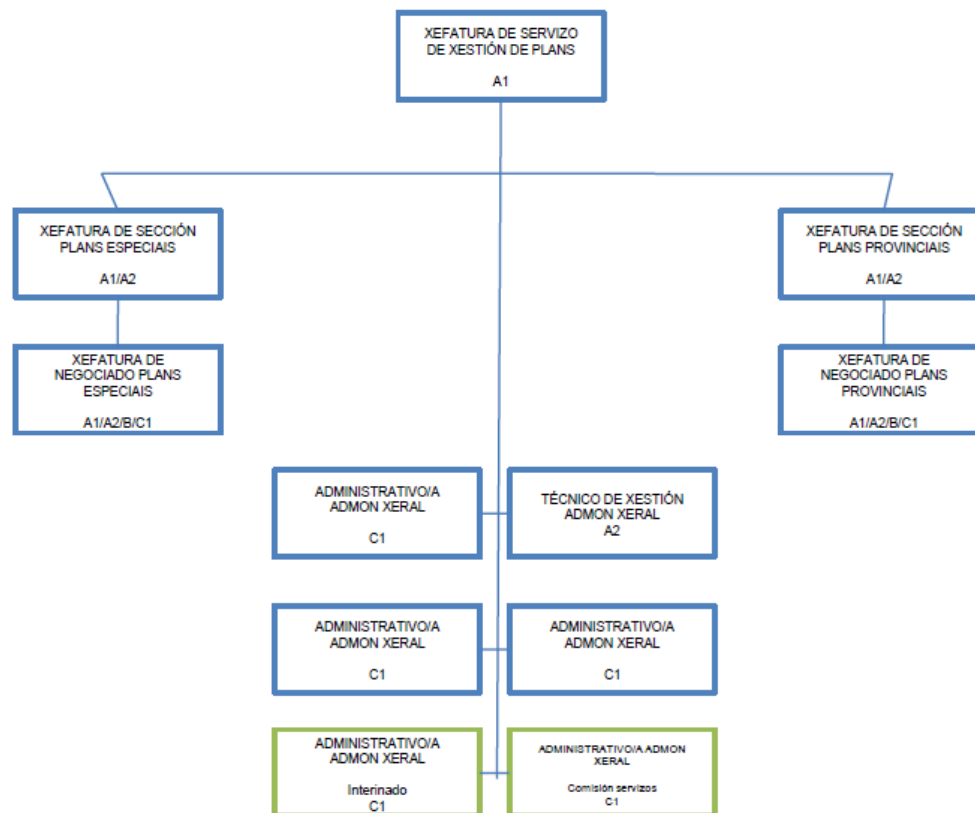 XEFATURA DE SERVIZO
DE XESTIÓN DE PLANS
A1
XEFATURA DE SECCIÓN
PLANS ESPECIAIS
A1/A2
XEFATURA DE SECCIÓN
PLANS PROVINCIAIS
A1/A2
XEFATURA DE
NEGOCIADO PLANS
ESPECIAIS
A1/A2/B/C1
XEFATURA DE
NEGOCIADO PLANS
PROVINCIAIS
A1/A2/B/C1
ADMINISTRATIVO/A
ADMON XERAL
C1
TÉCNICO DE XESTIÓN
ADMON XERAL
A2
ADMINISTRATIVO/A
ADMON XERAL
C1
ADMINISTRATIVO/A
ADMON XERAL
C1
ADMINISTRATIVO/A
ADMON XERAL
Interinado
C1
ADMINISTRATIVO/A ADMON
XERAL
Comisión servizos
C1